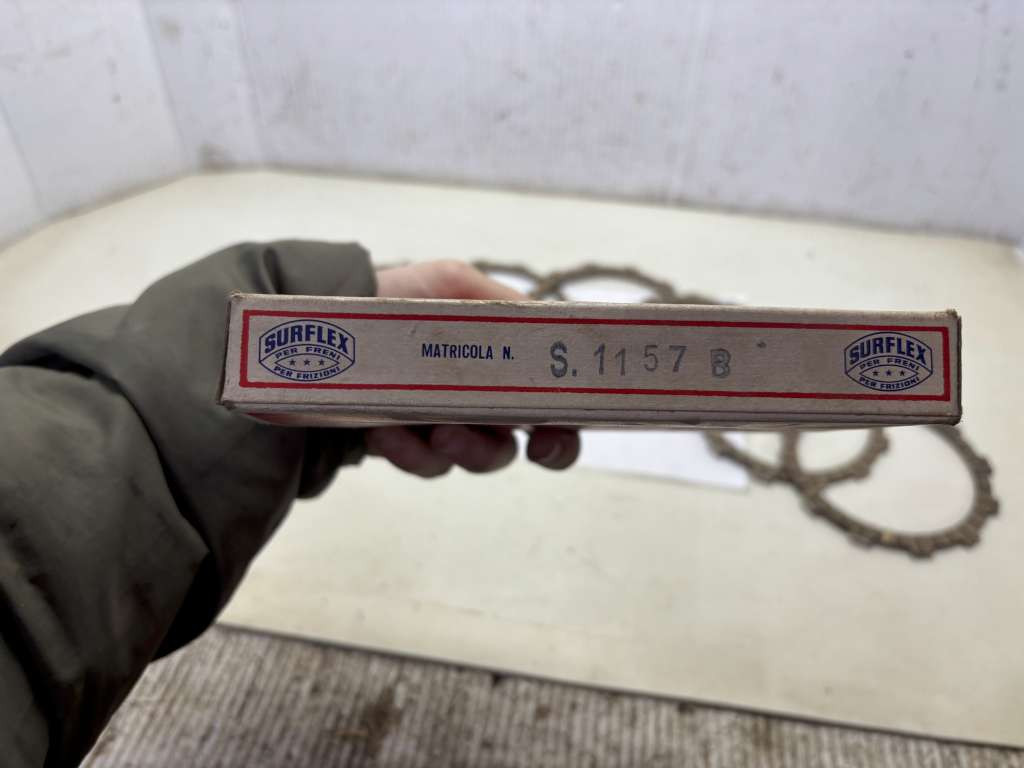 SURFLEX
PER FRENI
PER FRIZIONI
MATRICOLA N. S. 1157 B
SURFLEX
PER FRENI
PER FRIZIONI